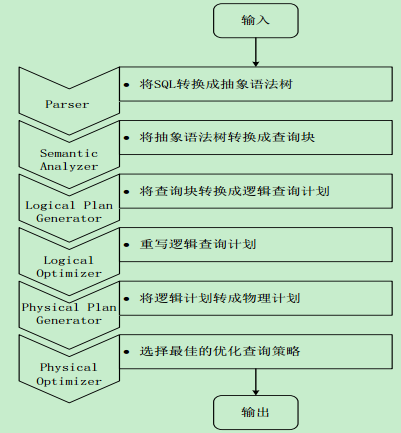 输入
• 将SQL转换成抽象语法树
Parser
• 将抽象语法树转换成查询块
Semantic
Analyzer
• 将查询块转换成逻辑查询计划
Logical Plan
Generator
• 重写逻辑查询计划
Logical
Optimizer
• 将逻辑计划转成物理计划
Physical Plan
Generator
• 选择最佳的优化查询策略
Physical
Optimizer
输出